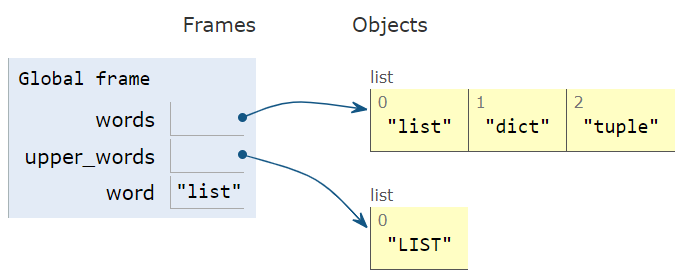 Frames Objects
Global frame
words
upper_words
word "list"
list
0 1 2
"list" "dict" "tuple"
list
0
"LIST"